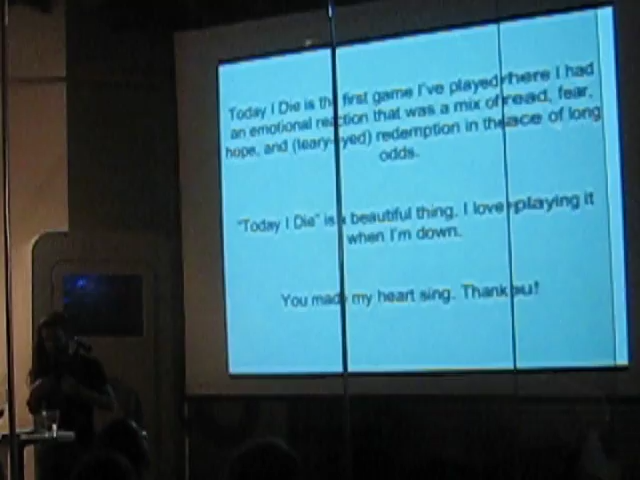 Today I Die is the first game I've played where I had
an emotional reaction that was a mix of dread, fear,
hope, and (teary-eyed) redemption in the face of long
odds.
"Today I Die" is a beautiful thing. I love playing it
when I'm down.
You made my heart sing. Thank you!